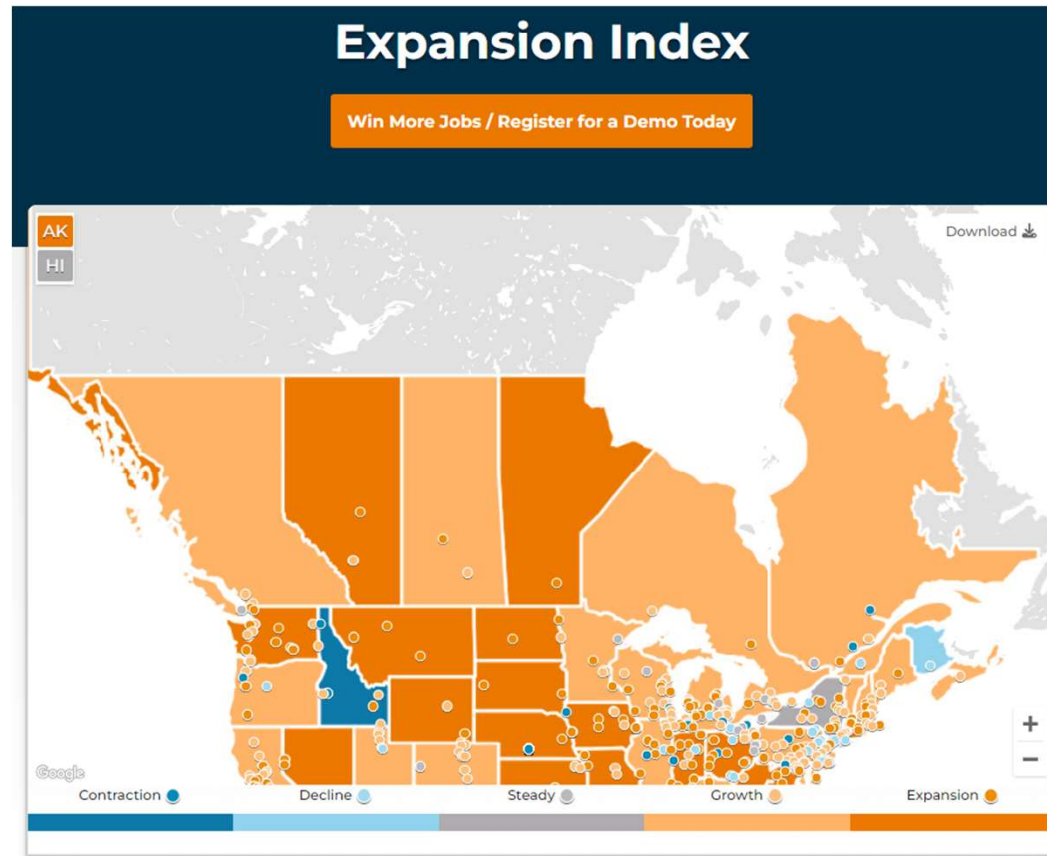 Expansion Index
Win More Jobs / Register for a Demo Today
AK
Download
HI
+
−
Google
Contraction
Decline
Steady
Growth
Expansion